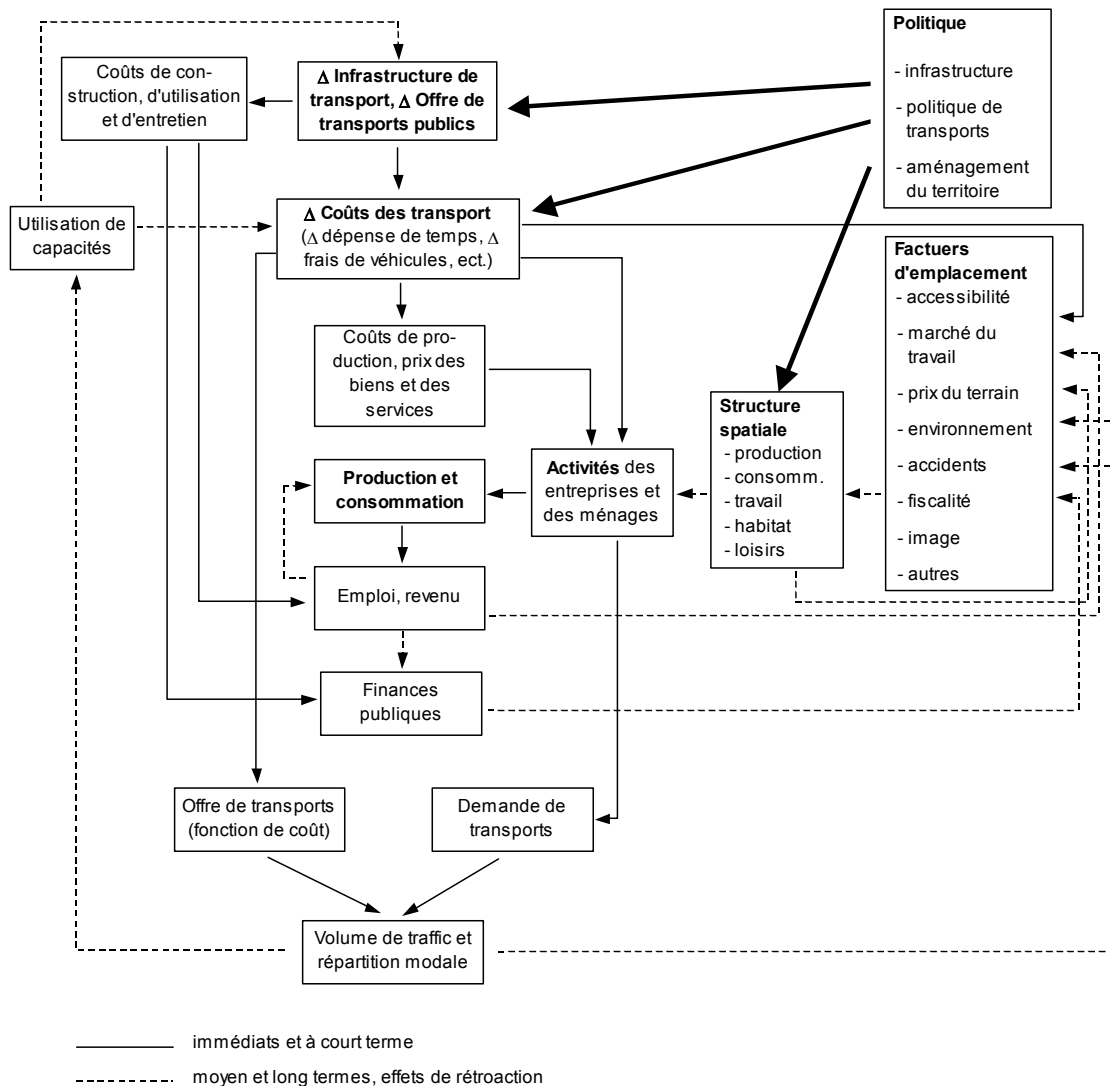 Politique
- infrastructure
- politique de
transports
- aménagement
du territoire
Coûts de con-
struction, d'utilisation
et d'entretien
Δ Infrastructure de
transport, Δ Offre de
transports publics
Utilisation de
capacités
Δ Coûts des transport
(Δ dépense de temps, Δ
frais de véhicules, ect.)
Factuers
d'emplacement
- accessibilité
- marché du
travail
- prix du terrain
- environnement
- accidents
- fiscalité
- image
- autres
Coûts de pro-
duction, prix des
biens et des
services
Structure
spatiale
- production
- consomm.
- travail
- habitat
- loisirs
Activités des
entreprises et
des ménages
Production et
consommation
Emploi, revenu
Finances
publiques
Offre de transports
(fonction de coût)
Demande de
transports
Volume de traffic et
répartition modale
immédiats et à court terme
moyen et long termes, effets de rétroaction